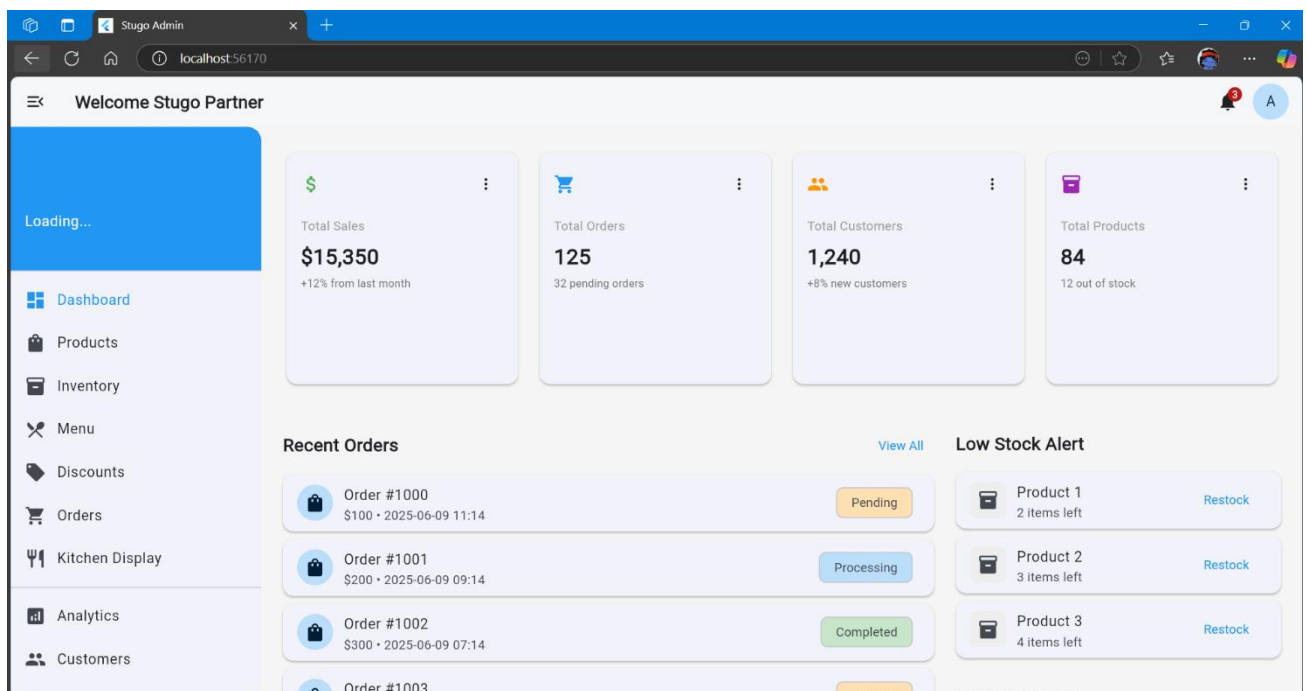 Stugo Admin
localhost:56170
Welcome Stugo Partner
3
A
Loading...
Dashboard
Products
Inventory
Menu
Discounts
Orders
Kitchen Display
Analytics
Customers
$
Total Sales
$15,350
+12% from last month
Total Orders
125
32 pending orders
Total Customers
1,240
+8% new customers
Total Products
84
12 out of stock
Recent Orders
View All
Order #1000
$100 • 2025-06-09 11:14
Pending
Order #1001
$200 • 2025-06-09 09:14
Processing
Order #1002
$300 • 2025-06-09 07:14
Completed
Order #1003
Low Stock Alert
Product 1
2 items left
Restock
Product 2
3 items left
Restock
Product 3
4 items left
Restock